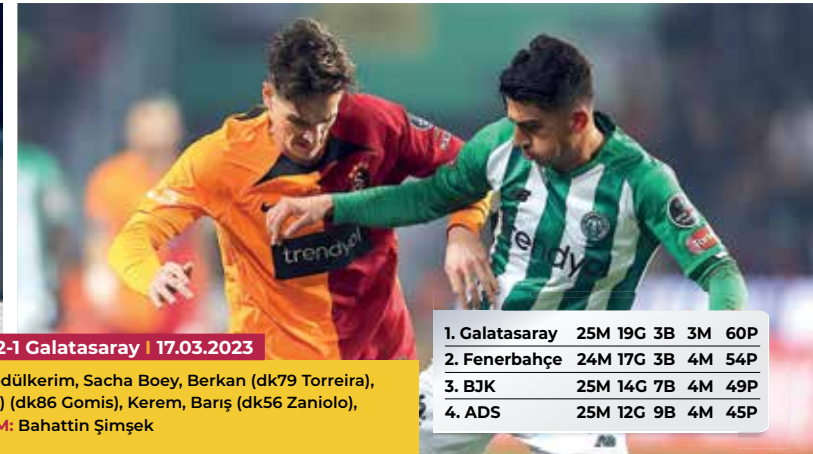 trendyol
trendyol
2-1 Galatasaray I 17.03.2023
dülkerim, Sacha Boey, Berkan (dk79 Torreira),
) (dk86 Gomis), Kerem, Barış (dk56 Zaniolo),
M: Bahattin Şimşek
1. Galatasaray 25M 19G 3B 3M 60P
2. Fenerbahçe 24M 17G 3B 4M 54P
3. BJK 25M 14G 7B 4M 49P
4. ADS 25M 12G 9B 4M 45P